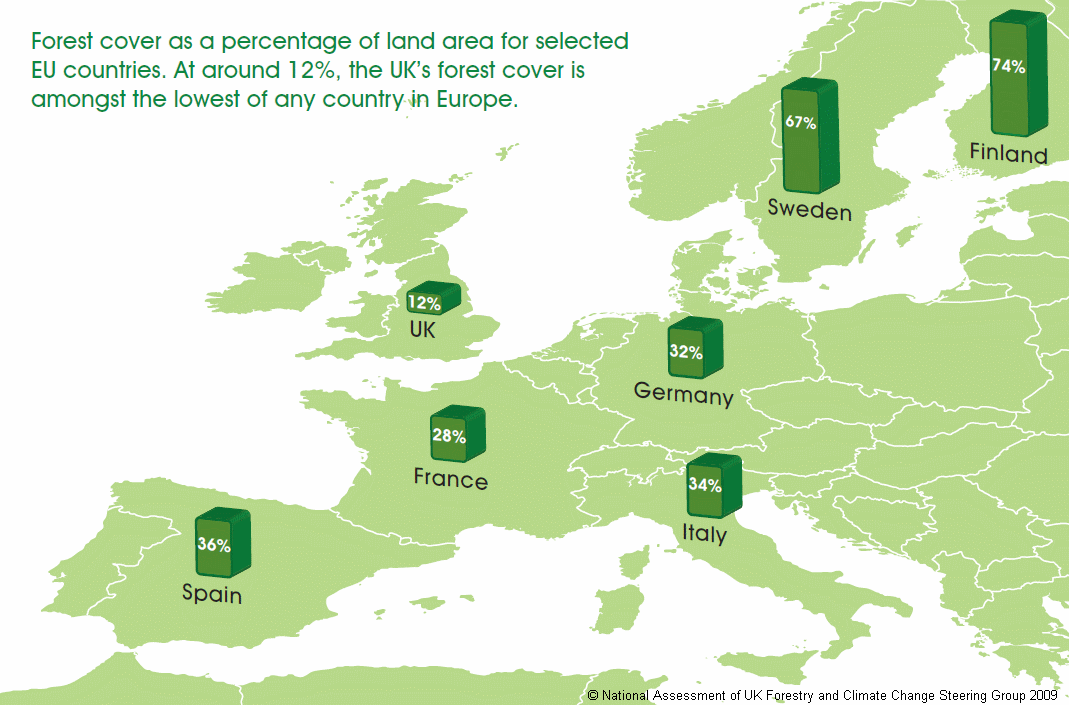 Forest cover as a percentage of land area for selected
EU countries. At around 12%, the UK's forest cover is
amongst the lowest of any country in Europe.
74%
Finland
67%
Sweden
12%
UK
32%
Germany
28%
France
34%
Italy
36%
Spain
© National Assessment of UK Forestry and Climate Change Steering Group 2009